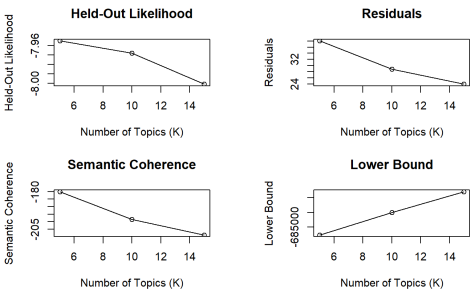 Held-Out Likelihood
Held-Out Likelihood
-7.96
-8.00
6 8 10 12 14
Number of Topics (K)
Residuals
Residuals
32
24
6 8 10 12 14
Number of Topics (K)
Semantic Coherence
Semantic Coherence
-180
-205
6 8 10 12 14
Number of Topics (K)
Lower Bound
Lower Bound
-685000
6 8 10 12 14
Number of Topics (K)